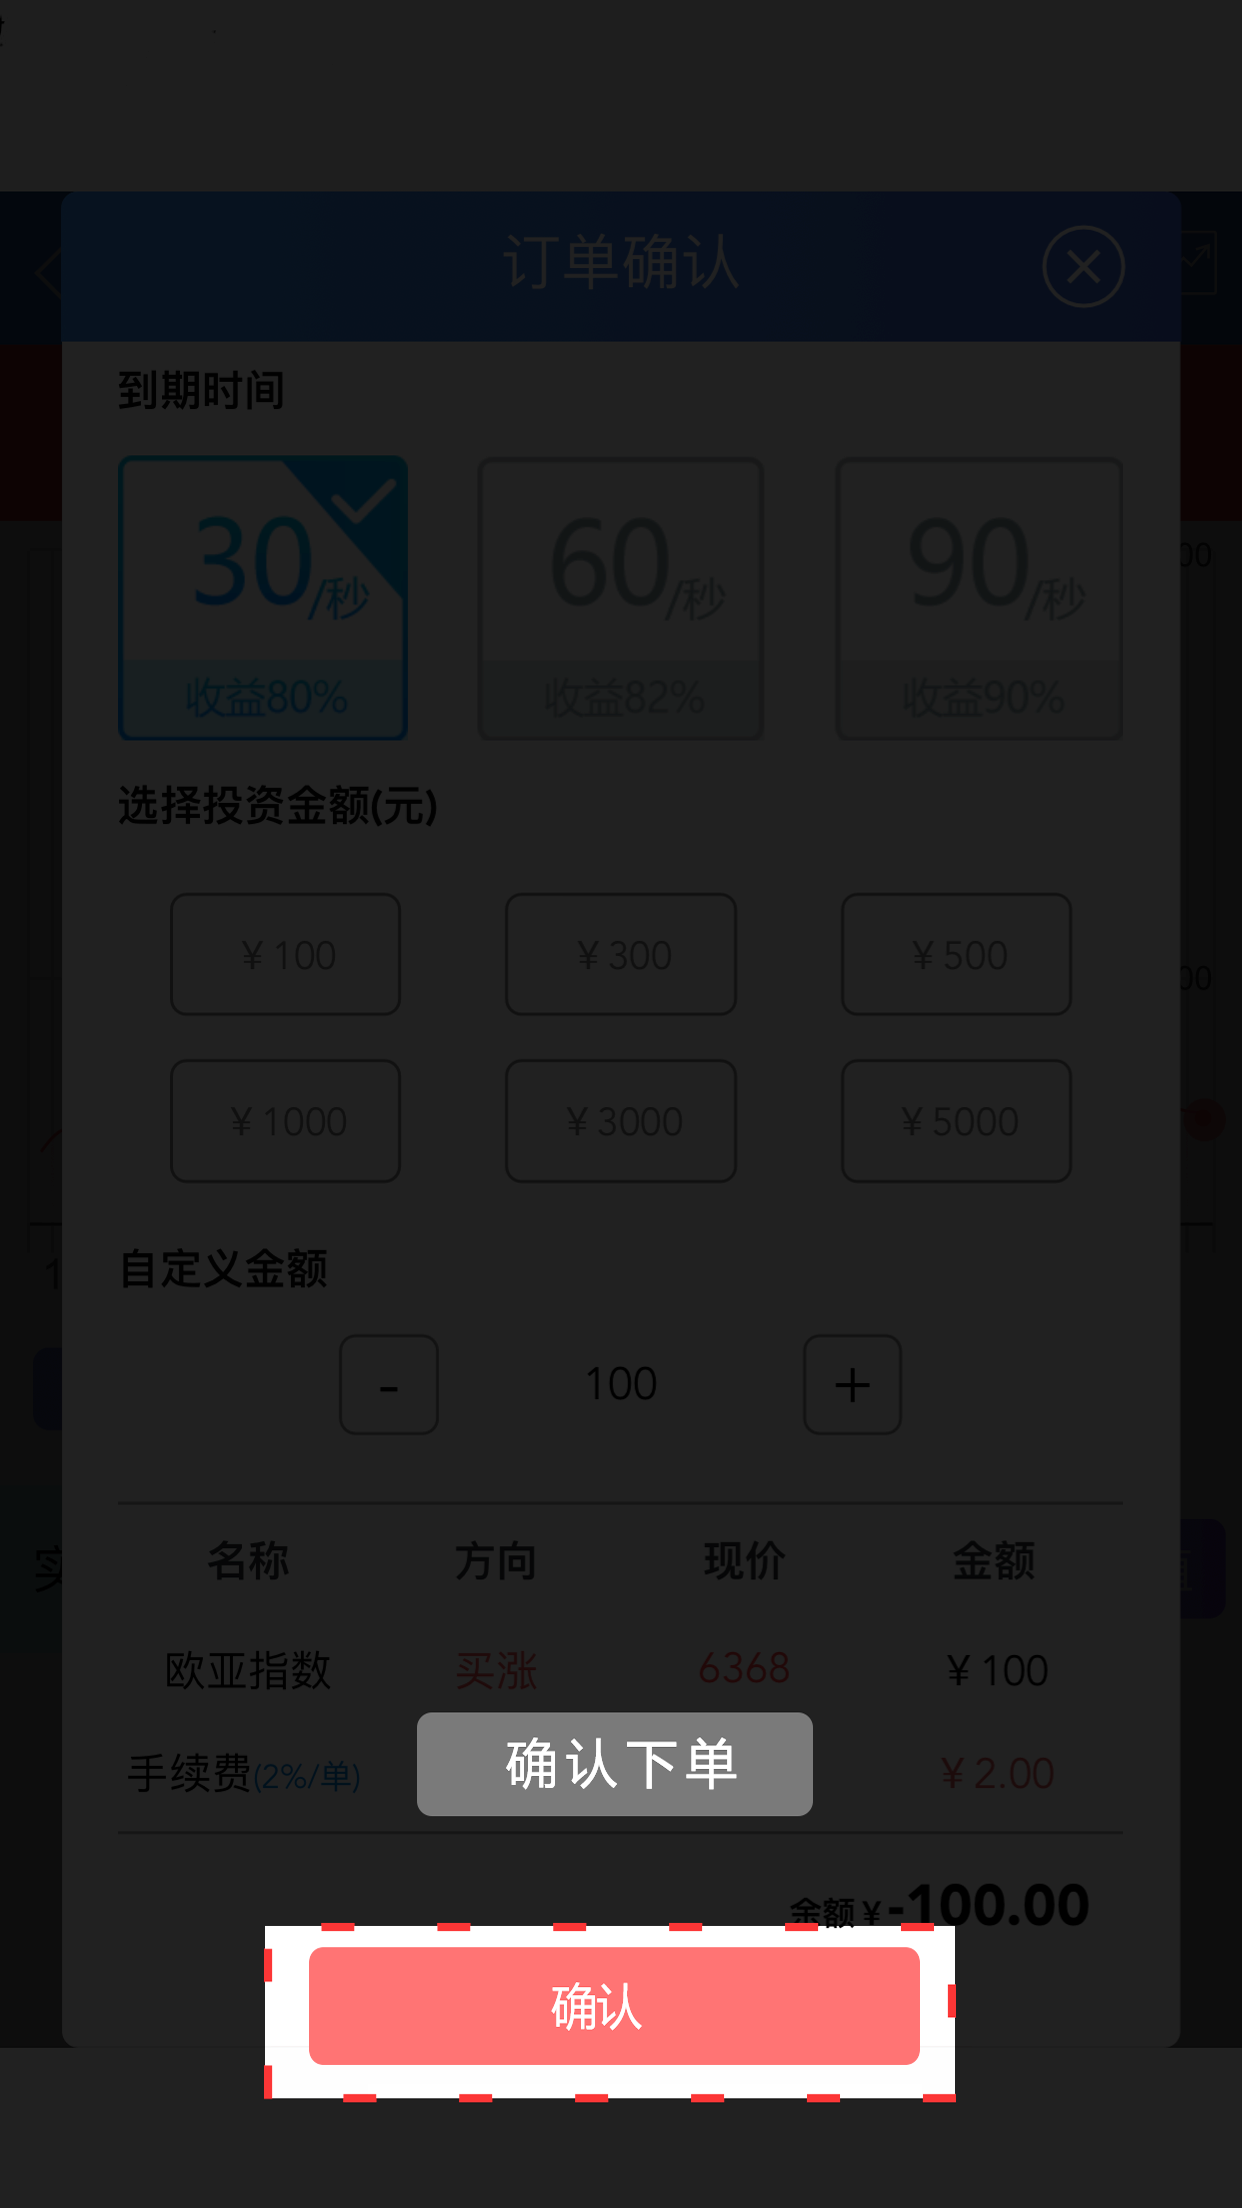 订单确认
到期时间
30/秒 60/秒 90/秒
收益80% 收益82% 收益90%
选择投资金额(元)
¥ 100 ¥ 300 ¥ 500
¥ 1000 ¥ 3000 ¥ 5000
自定义金额
- 100 +
名称 方向 现价 金额
欧亚指数 买涨 6368 ¥ 100
确认下单
手续费(2%/单) ¥ 2.00
余额 ¥ -100.00
确认